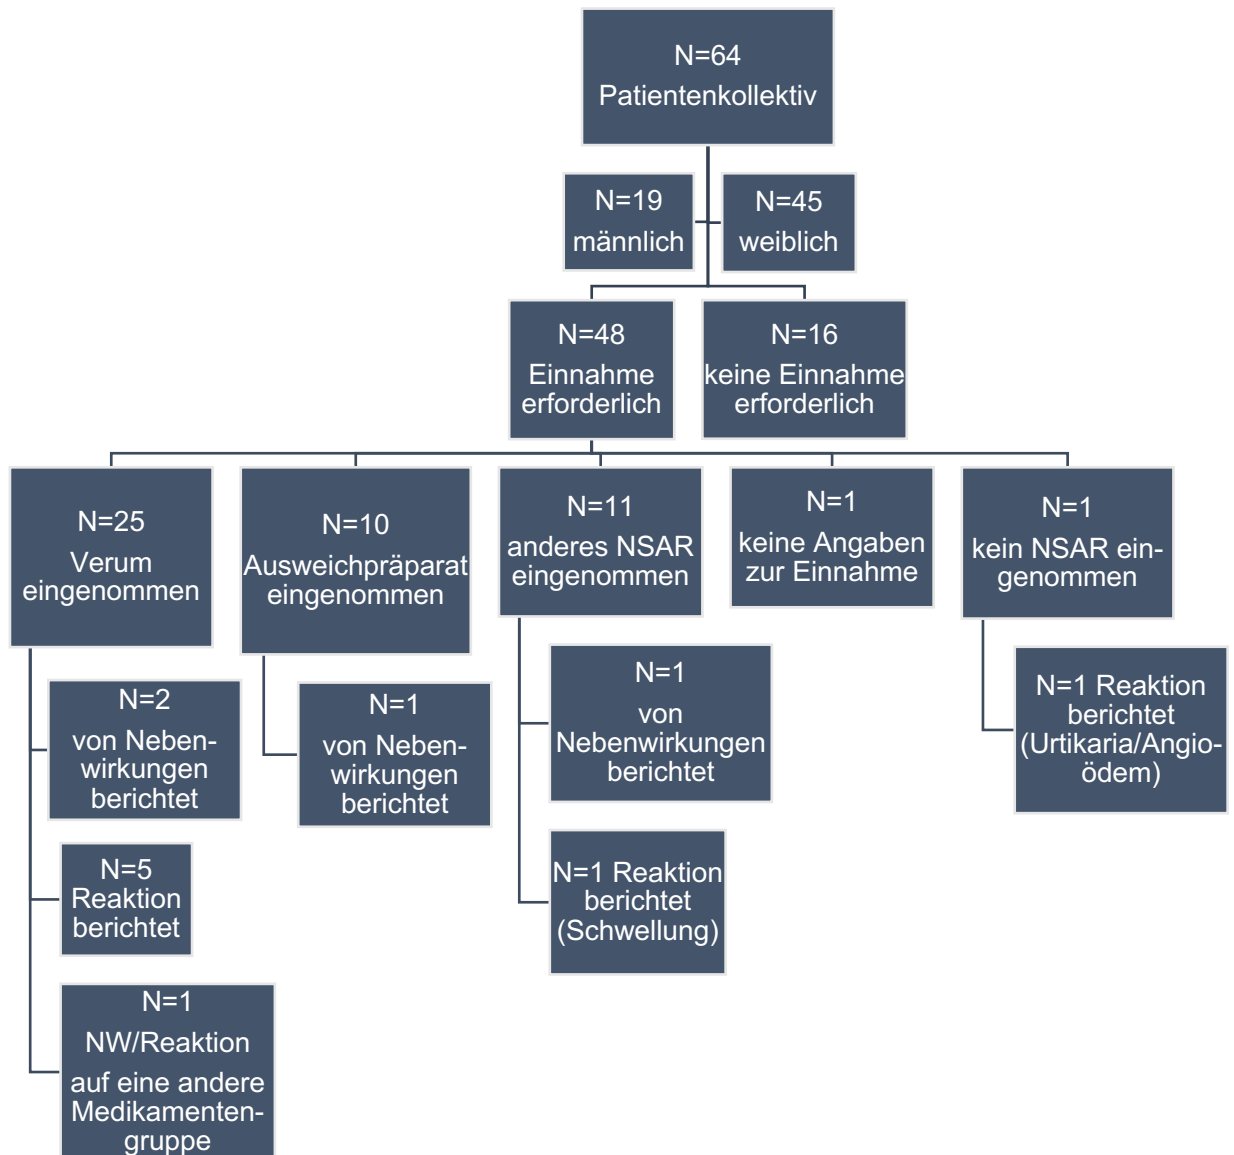 N=64
Patientenkollektiv
N=19
männlich
N=45
weiblich
N=48
Einnahme
erforderlich
N=16
keine Einnahme
erforderlich
N=25
Verum
eingenommen
N=10
Ausweichpräparat
eingenommen
N=11
anderes NSAR
eingenommen
N=1
keine Angaben
zur Einnahme
N=1
kein NSAR ein-
genommen
N=2
von Neben-
wirkungen
berichtet
N=5
Reaktion
berichtet
N=1
NW/Reaktion
auf eine andere
Medikamenten-
gruppe
N=1
von Neben-
wirkungen
berichtet
N=1
von
Nebenwirkungen
berichtet
N=1 Reaktion
berichtet
(Schwellung)
N=1 Reaktion
berichtet
(Urtikaria/Angio-
ödem)